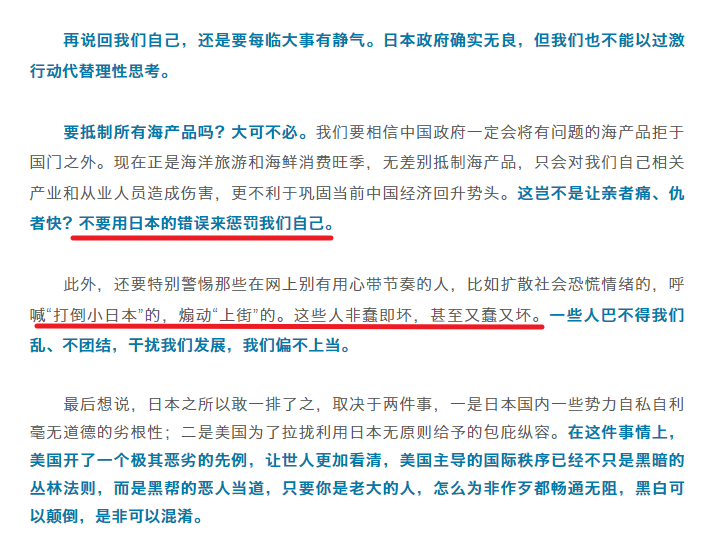 再说回我们自己，还是要每临大事有静气。日本政府确实无良，但我们也不能以过激
行动代替理性思考。
要抵制所有海产品吗？大可不必。我们要相信中国政府一定会将有问题的海产品拒于
国门之外。现在正是海洋旅游和海鲜消费旺季，无差别抵制海产品，只会对我们自己相关
产业和从业人员造成伤害，更不利于巩固当前中国经济回升势头。这岂不是让亲者痛、仇
者快？不要用日本的错误来惩罚我们自己。
此外，还要特别警惕那些在网上别有用心带节奏的人，比如扩散社会恐慌情绪的，呼
喊“打倒小日本”的，煽动“上街”的。这些人非蠢即坏，甚至又蠢又坏。一些人巴不得我们
乱、不团结，干扰我们发展，我们偏不上当。
最后想说，日本之所以敢一排了之，取决于两件事，一是日本国内一些势力自私自利
毫无道德的劣根性；二是美国为了拉拢利用日本无原则给予的包庇纵容。在这件事情上，
美国开了一个极其恶劣的先例，让世人更加看清，美国主导的国际秩序已经不只是黑暗的
丛林法则，而是黑帮的恶人当道，只要你是老大的人，怎么为非作歹都畅通无阻，黑白可
以颠倒，是非可以混淆。